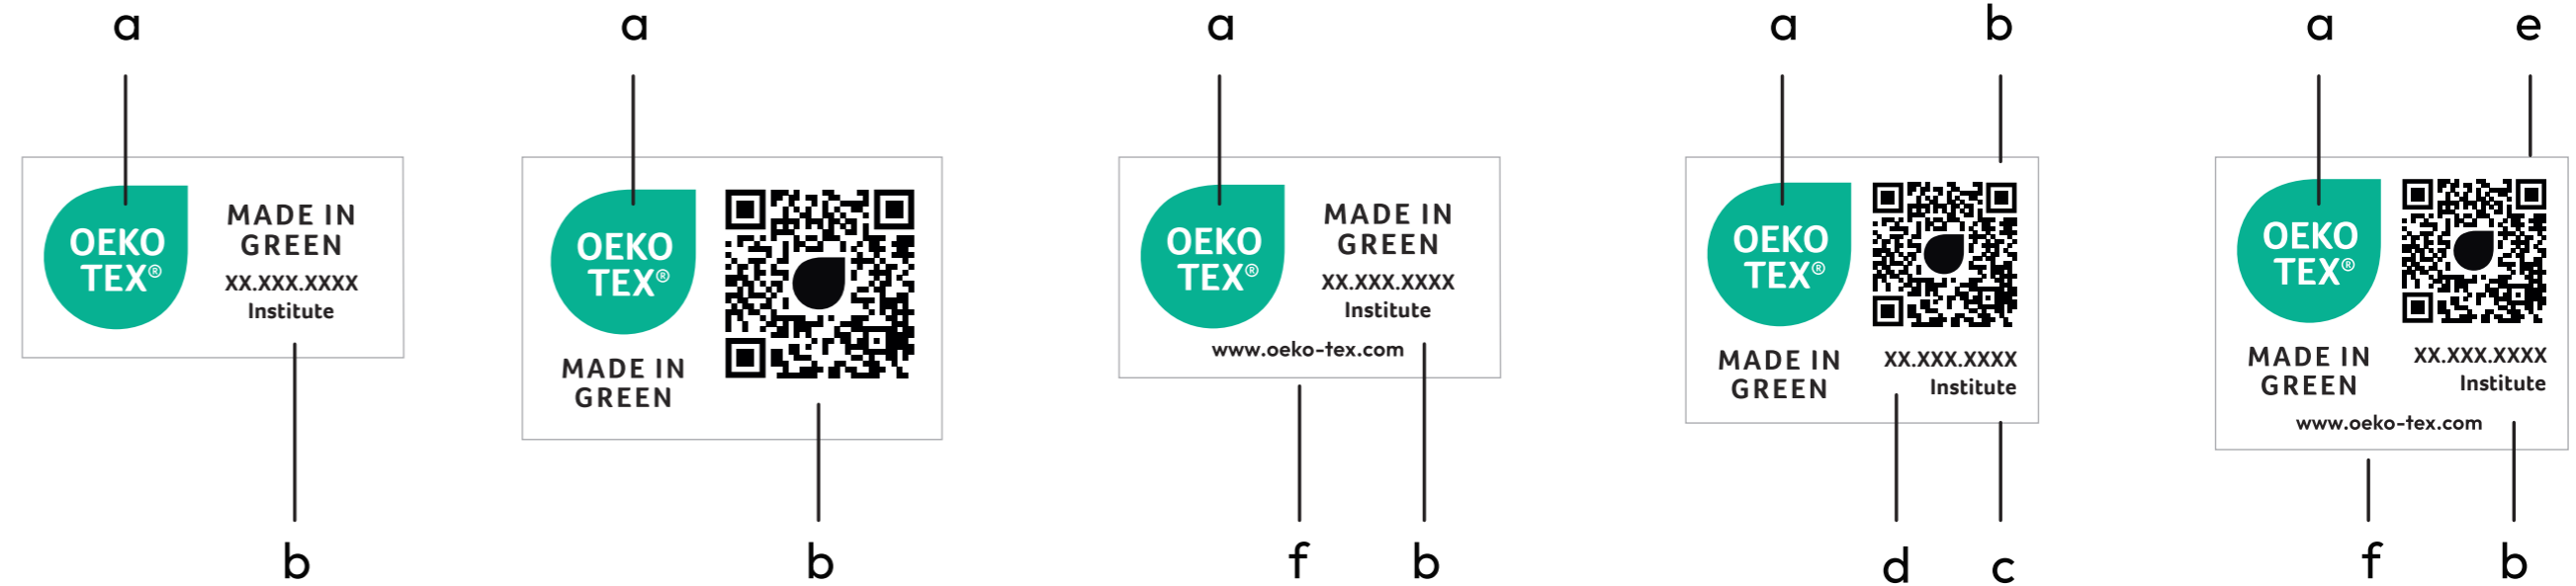 a
a
a
a
b
a
e
OEKO
TEX®
MADE IN
GREEN
XX.XXX.XXXX
Institute
OEKO
TEX®
MADE IN
GREEN
OEKO
TEX®
MADE IN
GREEN
XX.XXX.XXXX
Institute
www.oeko-tex.com
OEKO
TEX®
MADE IN
GREEN
XX.XXX.XXXX
Institute
OEKO
TEX®
MADE IN
GREEN
XX.XXX.XXXX
Institute
www.oeko-tex.com
b
b
f
b
d
c
f
b